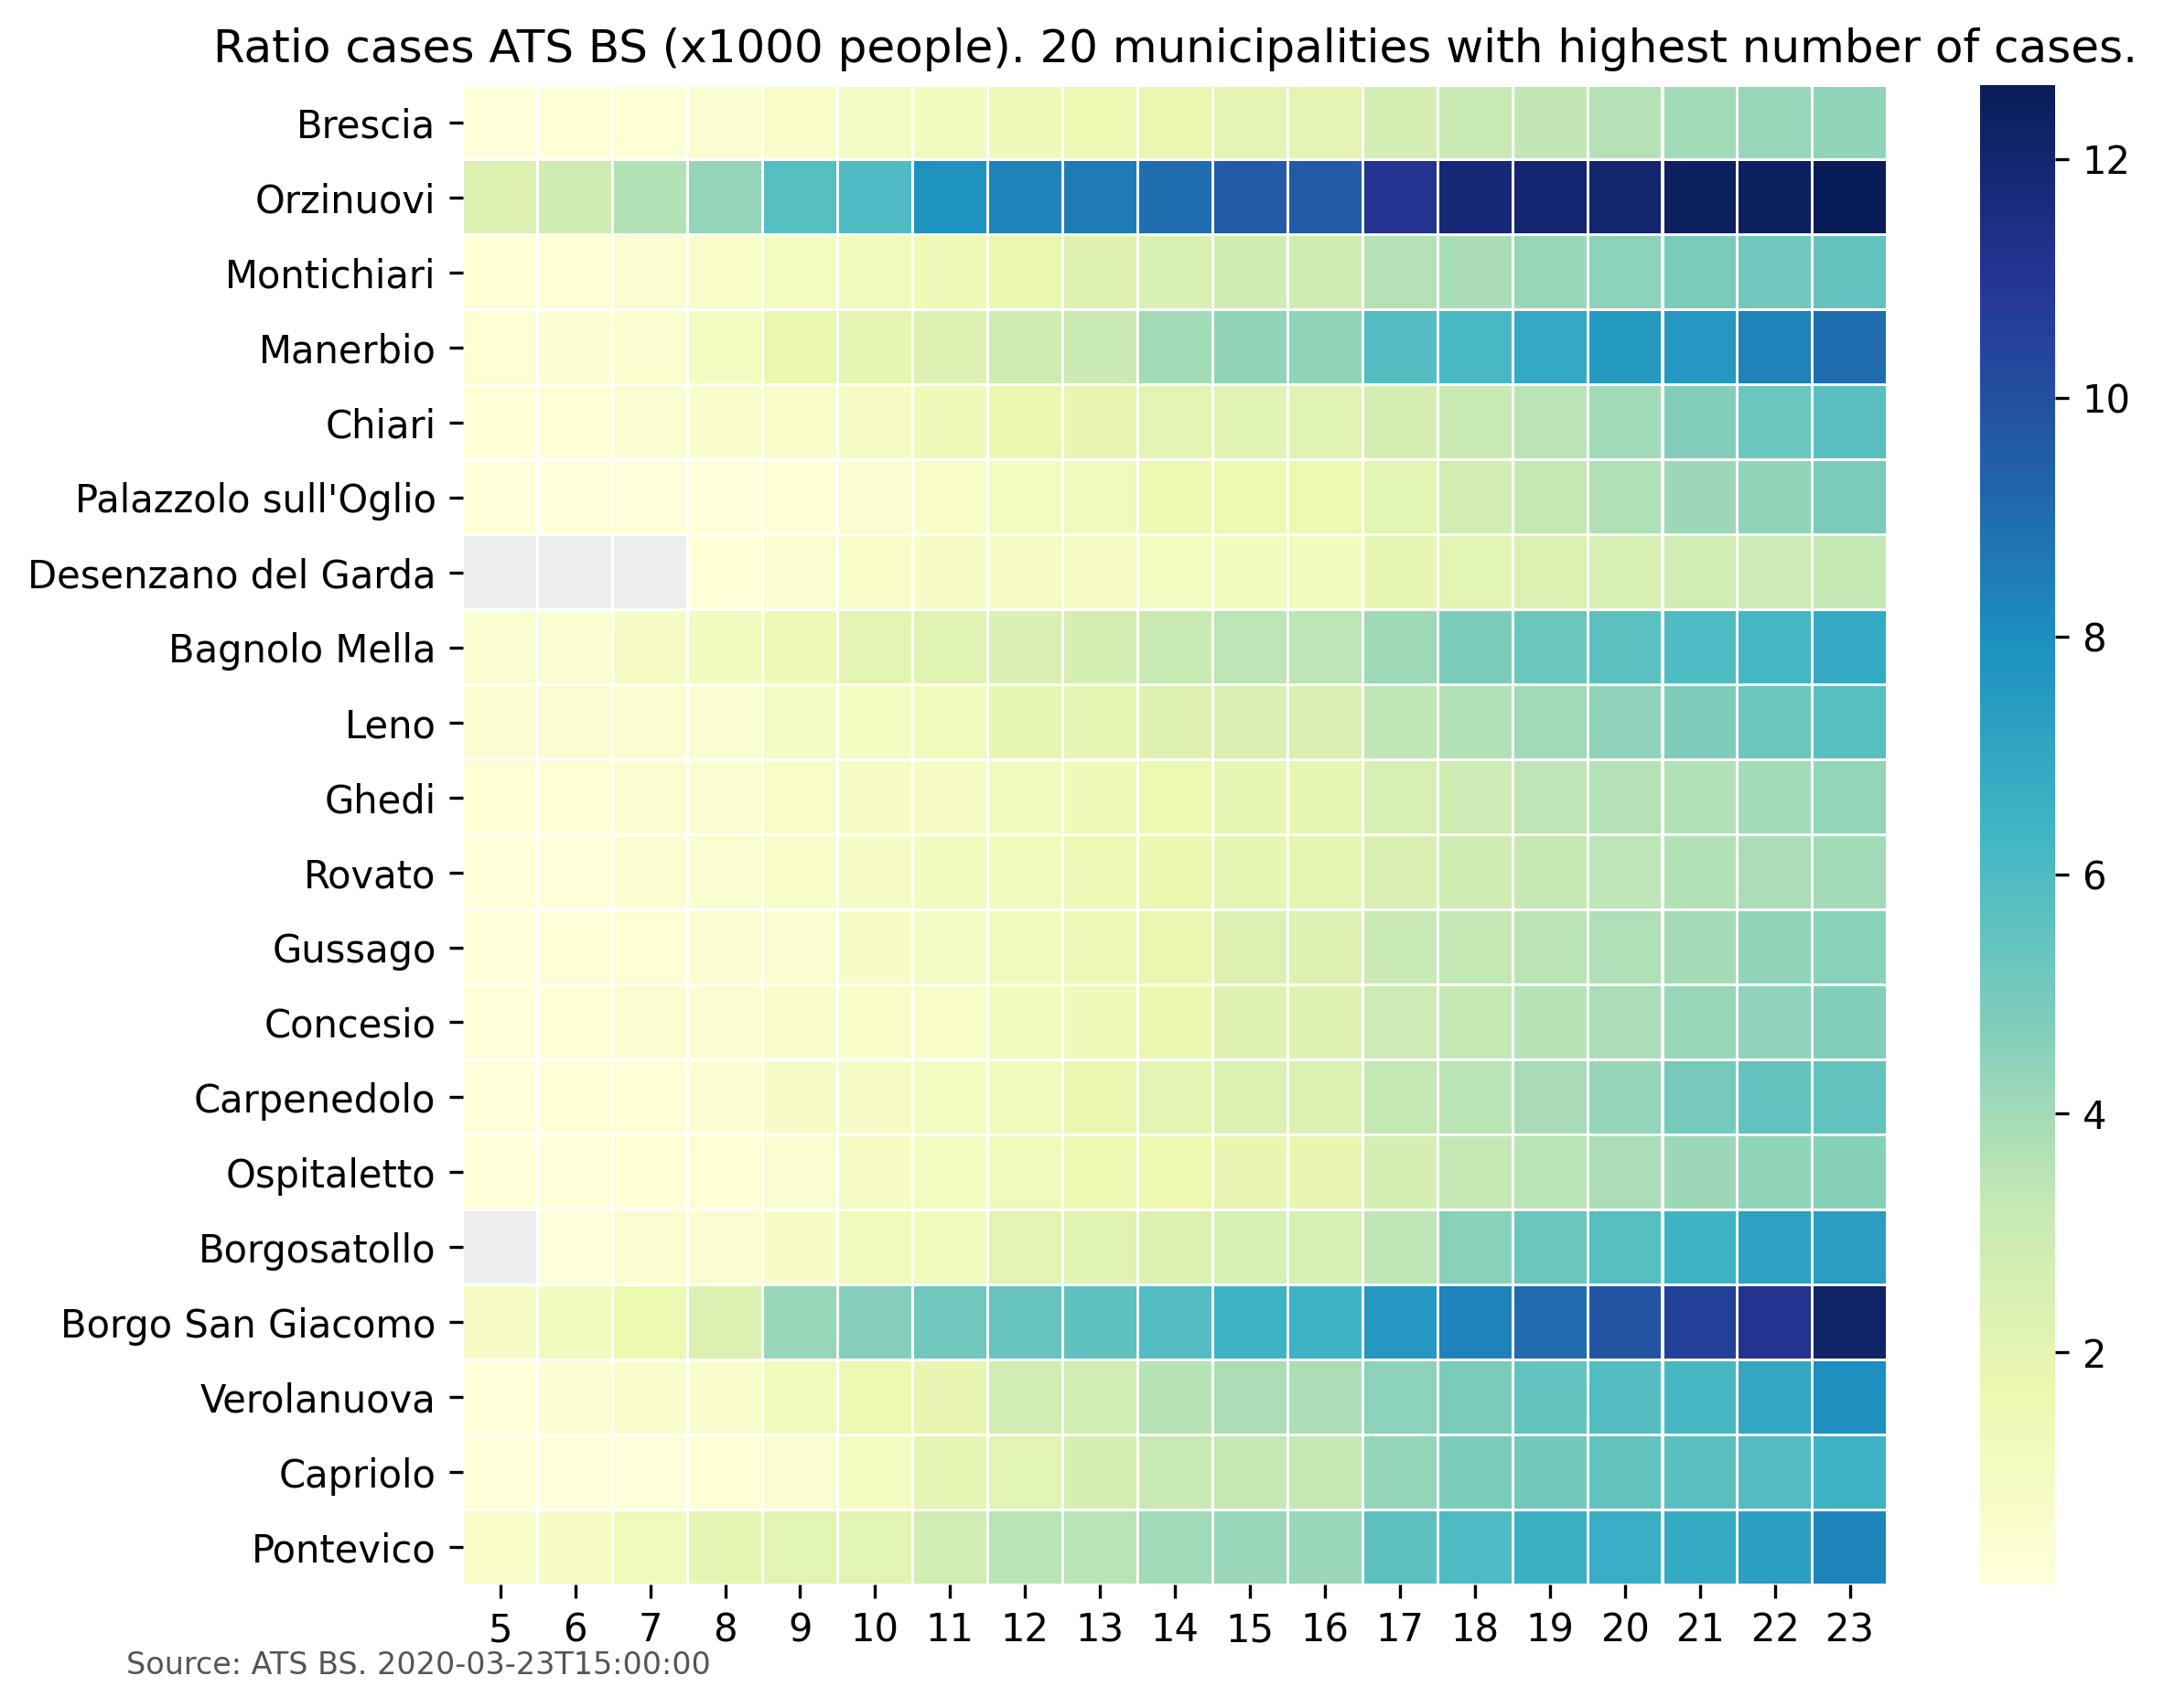 Ratio cases ATS BS (x1000 people). 20 municipalities with highest number of cases.
Brescia
Orzinuovi
Montichiari
Manerbio
Chiari
Palazzolo sull'Oglio
Desenzano del Garda
Bagnolo Mella
Leno
Ghedi
Rovato
Gussago
Concesio
Carpenedolo
Ospitaletto
Borgosatollo
Borgo San Giacomo
Verolanuova
Capriolo
Pontevico
5 6 7 8 9 10 11 12 13 14 15 16 17 18 19 20 21 22 23
12
10
8
6
4
2
Source: ATS BS. 2020-03-23T15:00:00